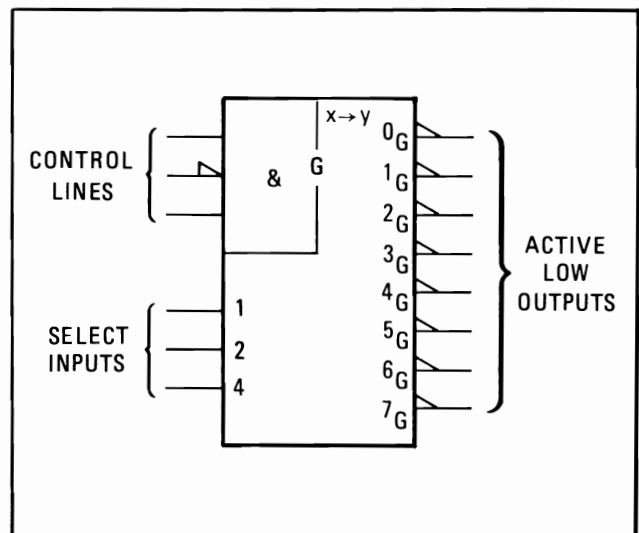 CONTROL
LINES
&
G
x→y
SELECT
INPUTS
1
2
4
0G
1G
2G
3G
4G
5G
6G
7G
ACTIVE
LOW
OUTPUTS